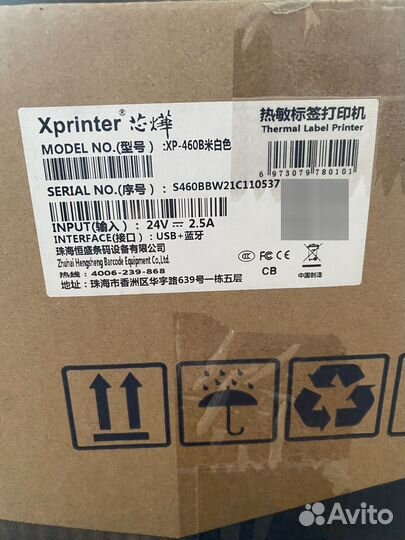 Xprinter® 芯烨
热敏标签打印机
Thermal Label Printer
MODEL NO.(型号) :XP-460B米白色
6 973079 780101
SERIAL NO.(序号) : S460BBW21C110537
INPUT(输入) : 24V ⎓ 2.5A
INTERFACE(接口) : USB+蓝牙
珠海恒盛条码设备有限公司
Zhuhai Hengsheng Barcode Equipment Co.,Ltd.
热线: 4006-239-868
地址: 珠海市香洲区华宇路639号一栋五层
CCC FC CE
CB 中国制造
Avito